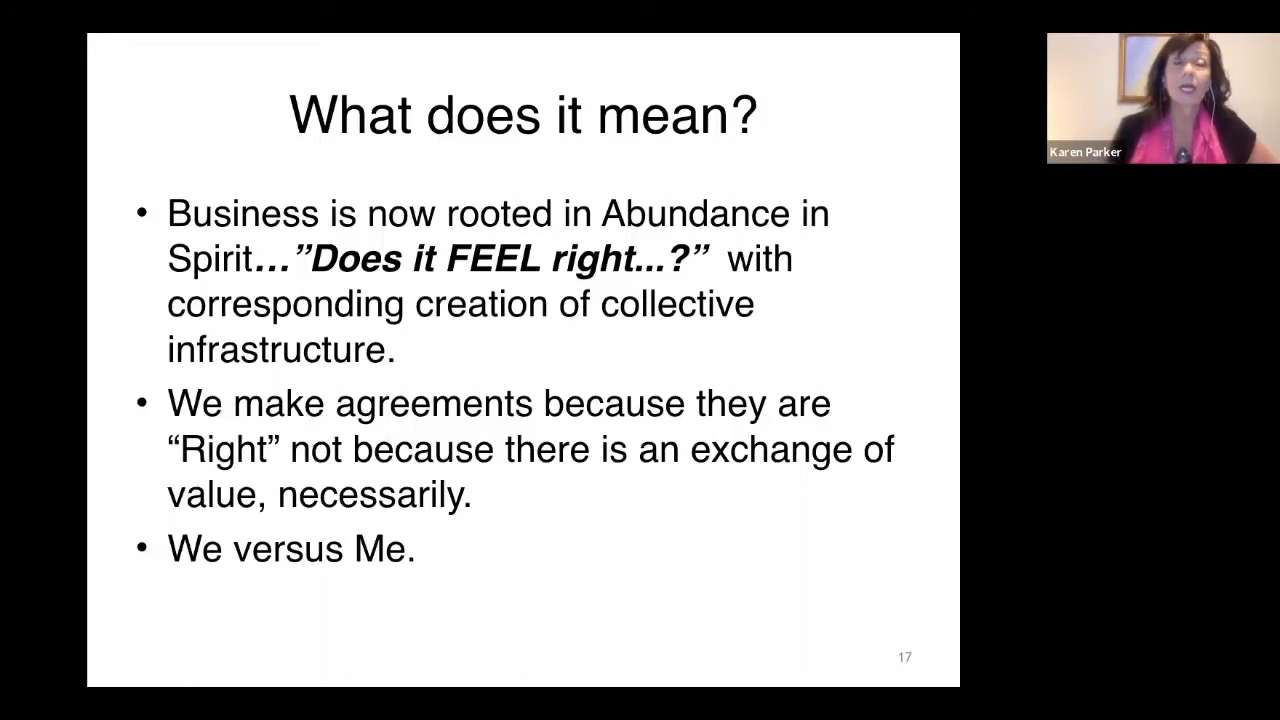 What does it mean?
• Business is now rooted in Abundance in
Spirit…”Does it FEEL right...?” with
corresponding creation of collective
infrastructure.
• We make agreements because they are
“Right” not because there is an exchange of
value, necessarily.
• We versus Me.
17
Karen Parker